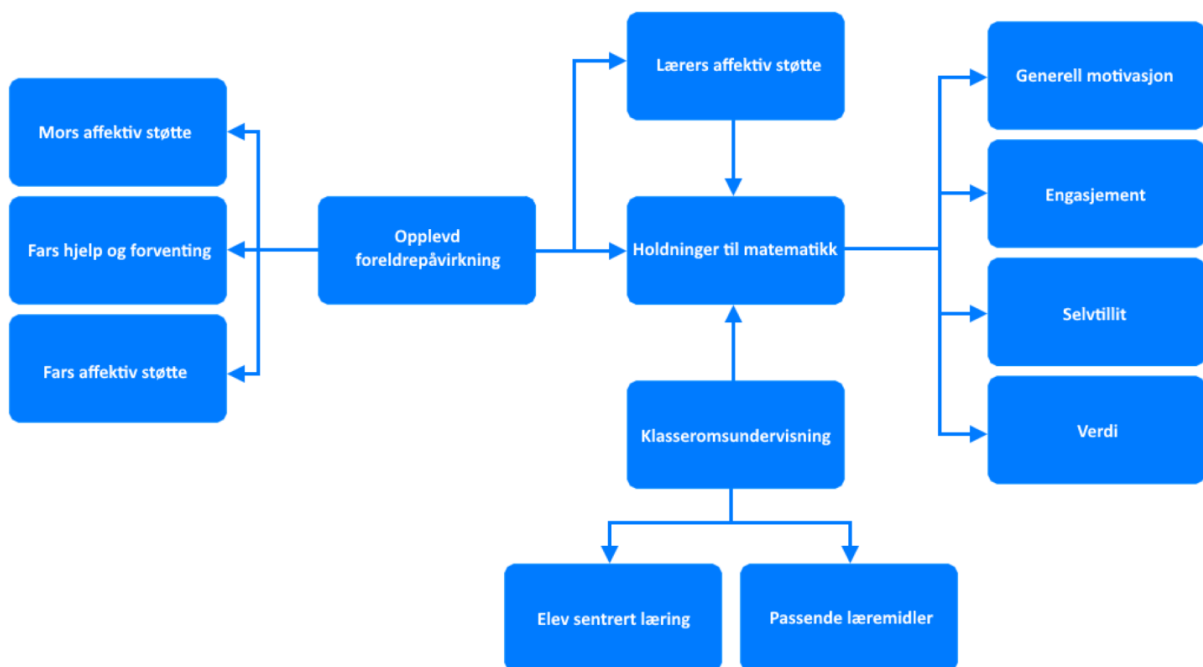 Lærers affektiv støtte
Generell motivasjon
Mors affektiv støtte
Engasjement
Fars hjelp og forventing
Opplevd
foreldrepåvirkning
Holdninger til matematikk
Selvtillit
Fars affektiv støtte
Klasseromsundervisning
Verdi
Elev sentrert læring
Passende læremidler